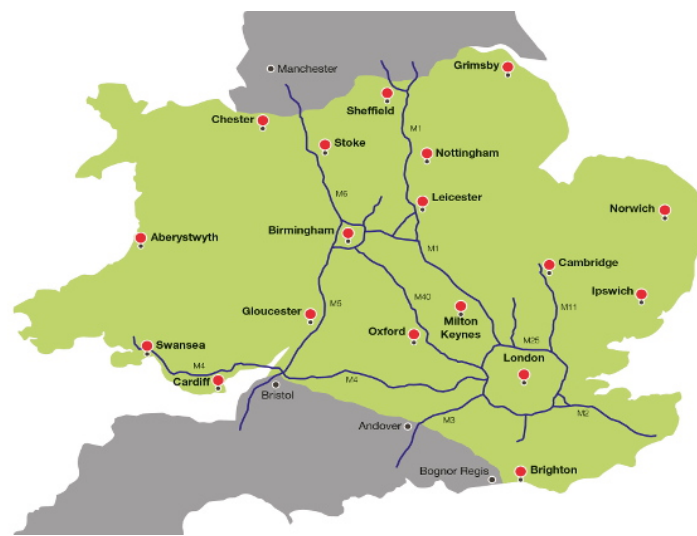 Manchester
Grimsby
Sheffield
Chester
M1
Stoke
Nottingham
M6
Leicester
Norwich
Birmingham
Aberystwyth
M1
Cambridge
Ipswich
M5
M40
M11
Gloucester
Milton
Keynes
Oxford
M25
Swansea
London
M4
Cardiff
M4
Bristol
M3
M2
Andover
Bognor Regis
Brighton